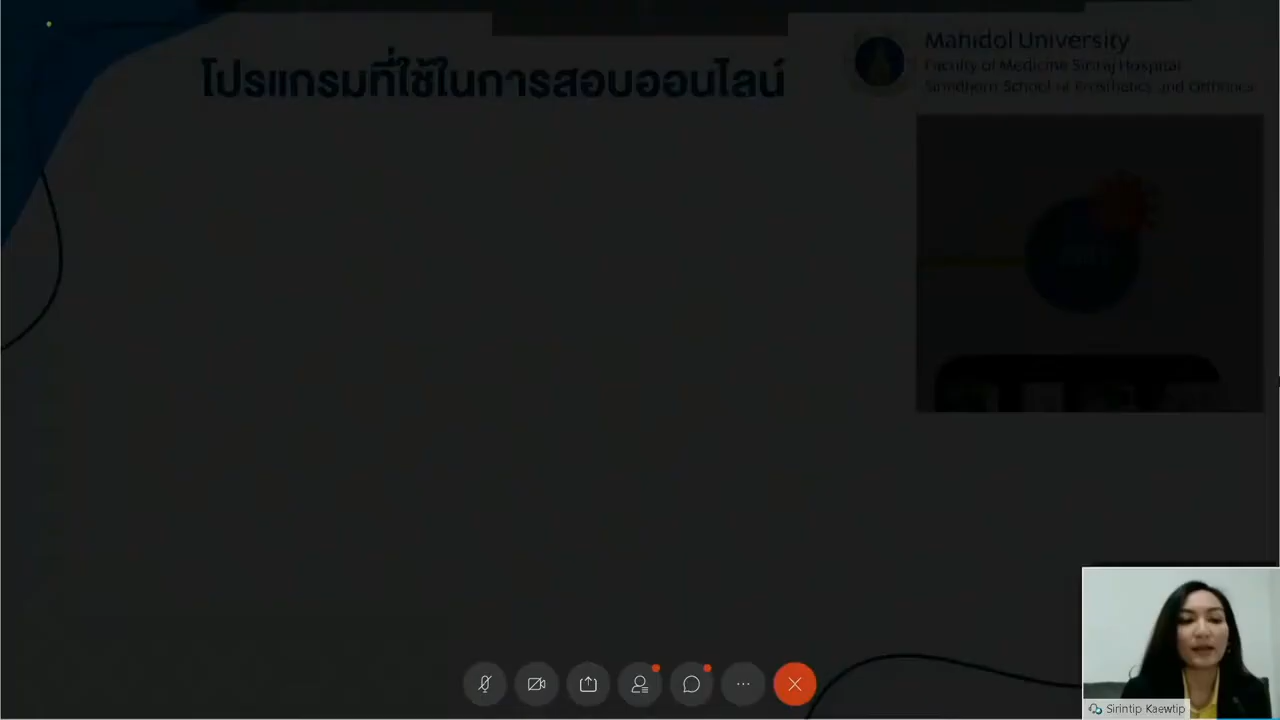 โปรแกรมที่ใช้ในการสอบออนไลน์
Mahidol University
Faculty of Medicine Siriraj Hospital
Sirindhorn School of Prosthetics and Orthotics
Sirintip Kaewtip